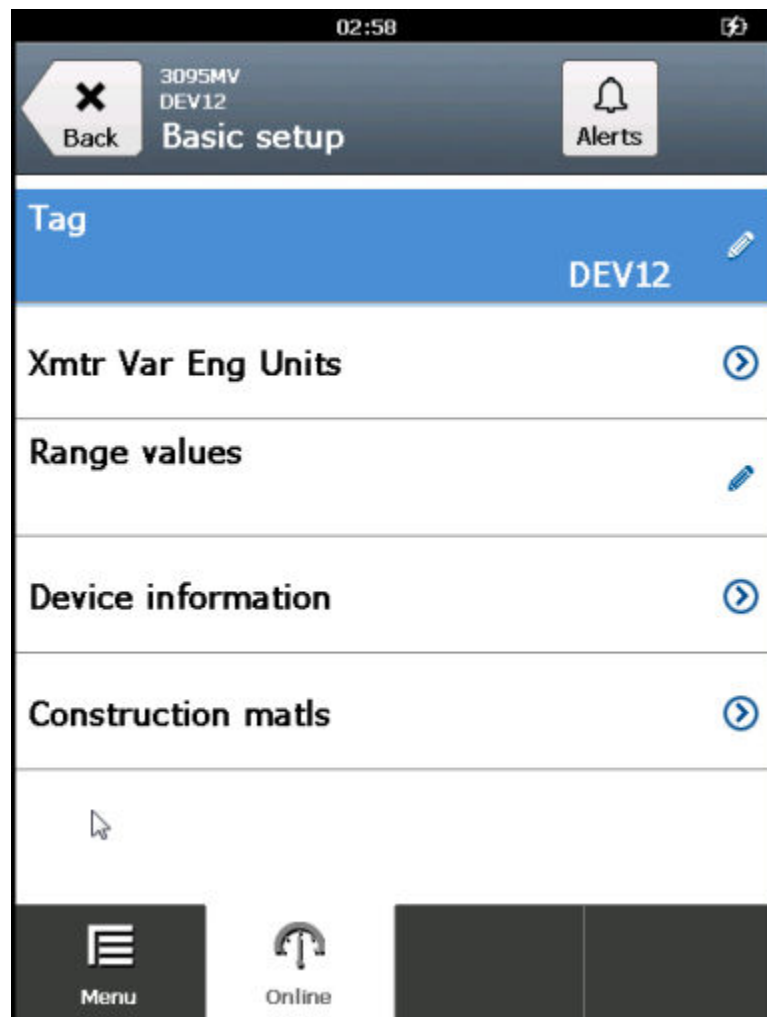 02:58
3095MV
DEV12
Back
Basic setup
Alerts
Tag
DEV12
Xmtr Var Eng Units
Range values
Device information
Construction matls
Menu
Online